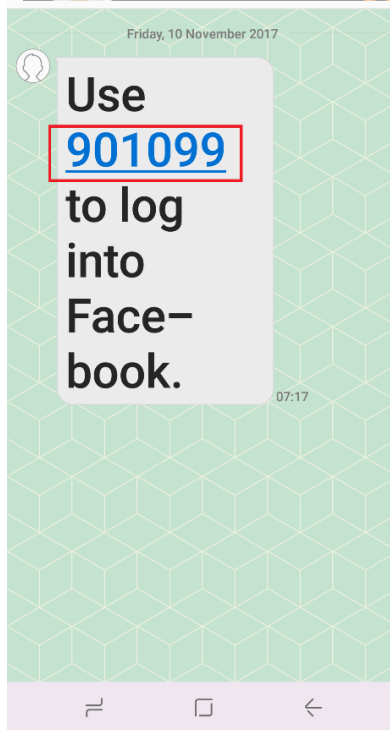 Friday, 10 November 2017
Use
901099
to log
into
Face–
book.
07:17